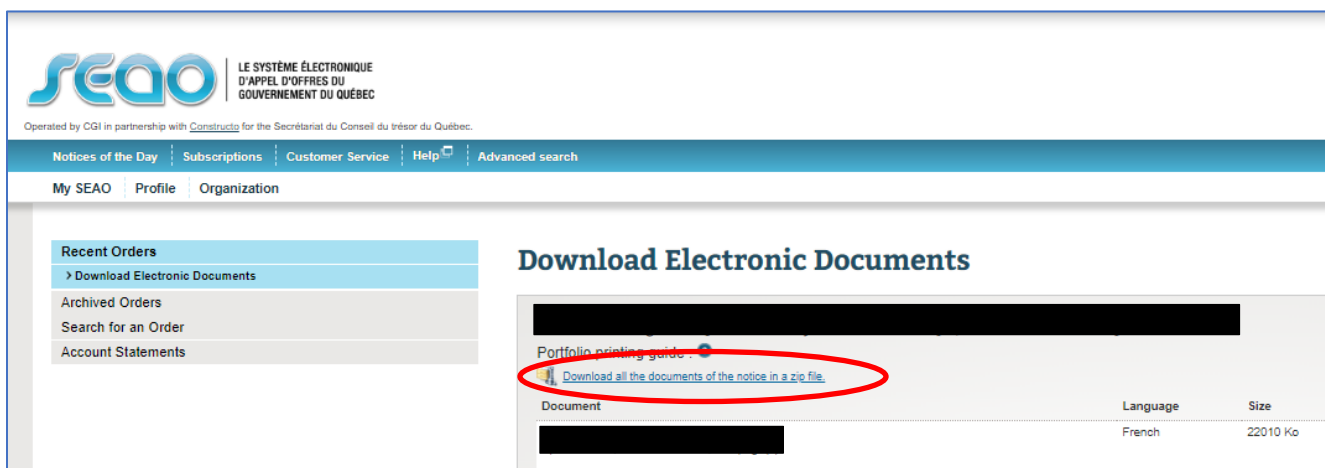 SEAO
LE SYSTÈME ÉLECTRONIQUE
D'APPEL D'OFFRES DU
GOUVERNEMENT DU QUÉBEC
Operated by CGI in partnership with Constructo for the Secrétariat du Conseil du trésor du Québec.
Notices of the Day Subscriptions Customer Service Help Advanced search
My SEAO Profile Organization
Recent Orders
> Download Electronic Documents
Archived Orders
Search for an Order
Account Statements
Download Electronic Documents
Portfolio printing guide :
Download all the documents of the notice in a zip file.
Document Language Size
French 22010 Ko